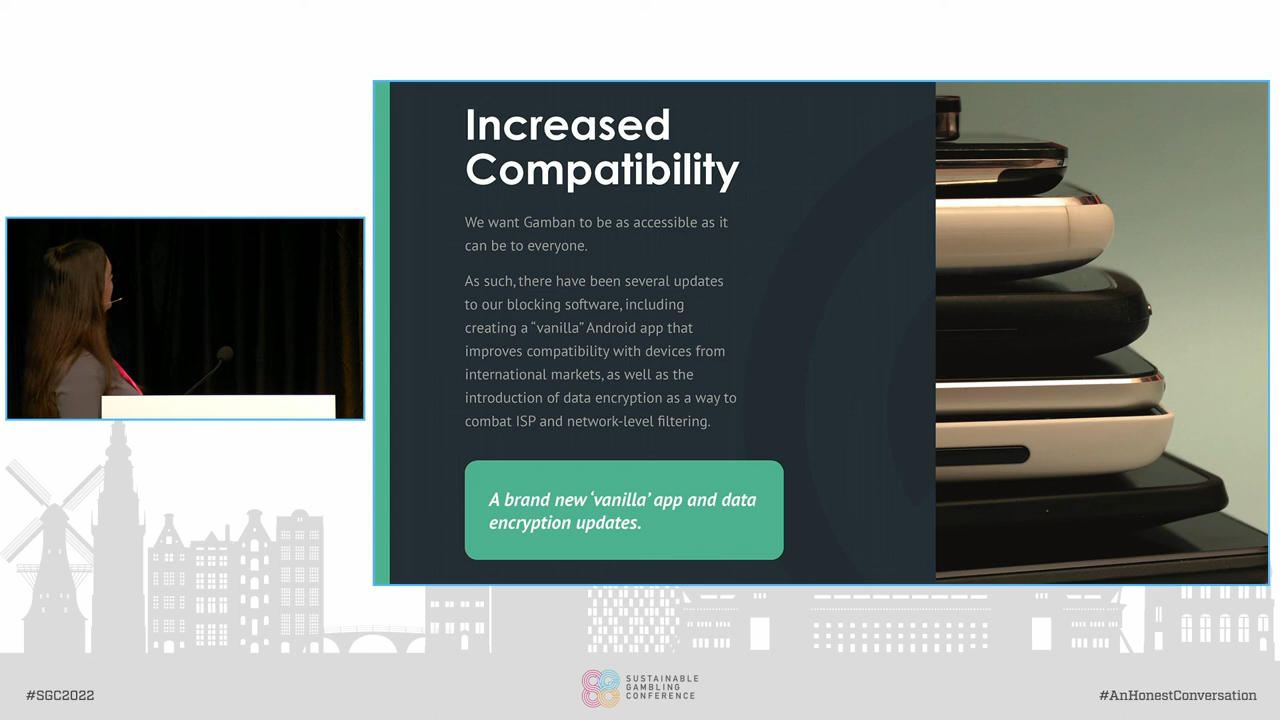 Increased
Compatibility
We want Gamban to be as accessible as it
can be to everyone.
As such, there have been several updates
to our blocking software, including
creating a “vanilla” Android app that
improves compatibility with devices from
international markets, as well as the
introduction of data encryption as a way to
combat ISP and network-level filtering.
A brand new ‘vanilla’ app and data
encryption updates.
#SGC2022
SUSTAINABLE
GAMBLING
CONFERENCE
#AnHonestConversation